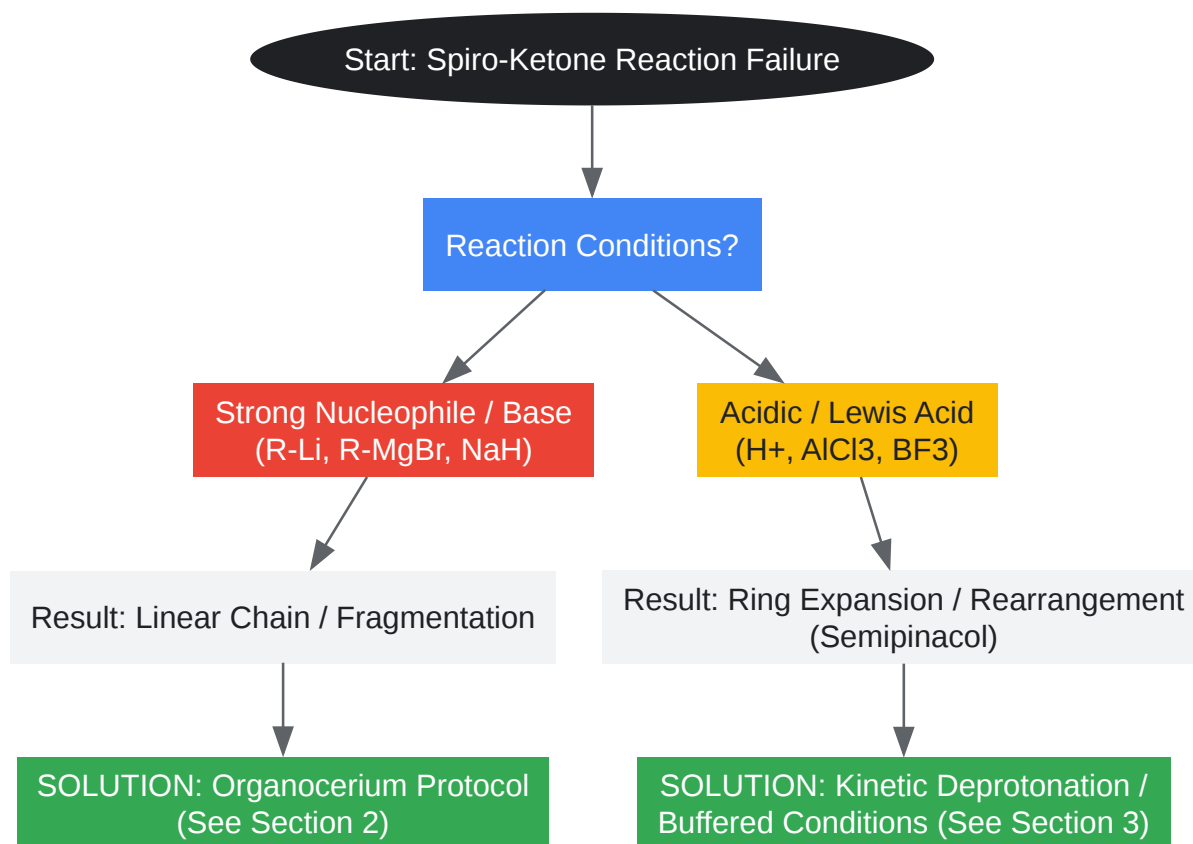 Start: Spiro-Ketone Reaction Failure
Reaction Conditions?
Strong Nucleophile / Base
(R-Li, R-MgBr, NaH)
Acidic / Lewis Acid
(H+, AlCl3, BF3)
Result: Linear Chain / Fragmentation
Result: Ring Expansion / Rearrangement
(Semipinacol)
SOLUTION: Organocerium Protocol
(See Section 2)
SOLUTION: Kinetic Deprotonation /
Buffered Conditions (See Section 3)